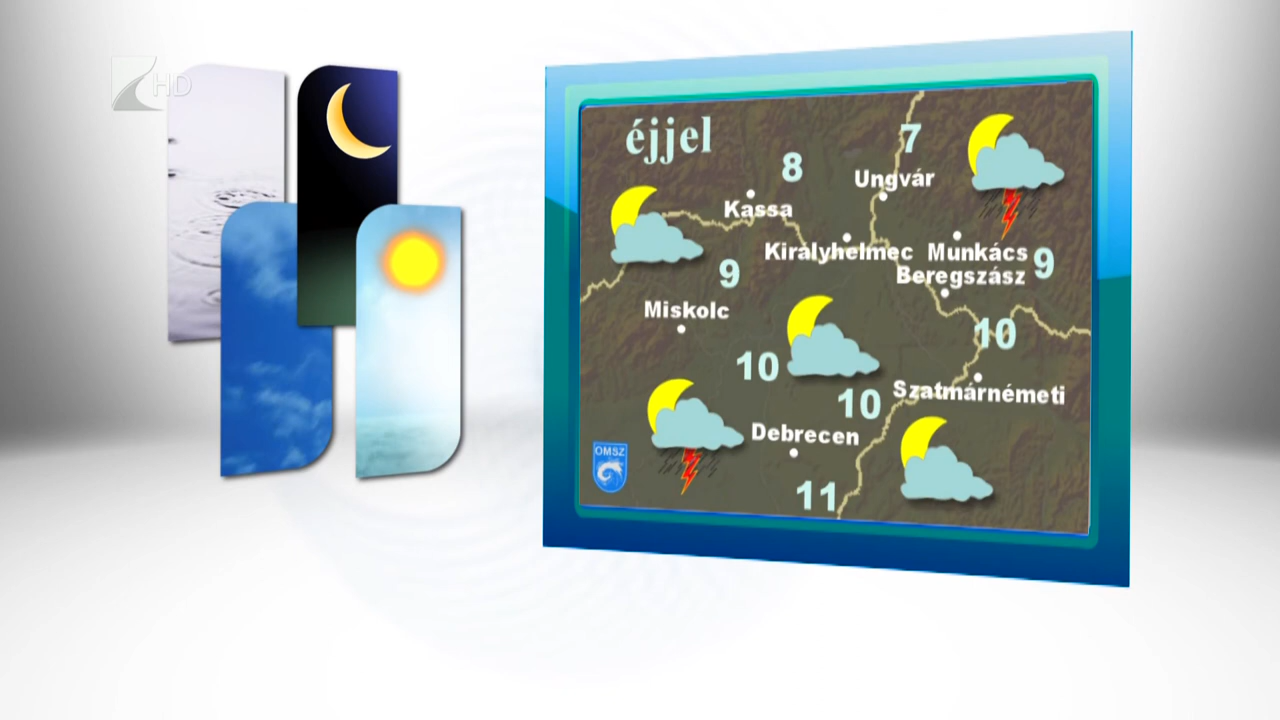 HD
éjjel
8
7
Ungvár
Kassa
Királyhelmec
Munkács
9
Beregszász
9
Miskolc
10
10
Szatmárnémeti
10
Debrecen
OMSZ
11